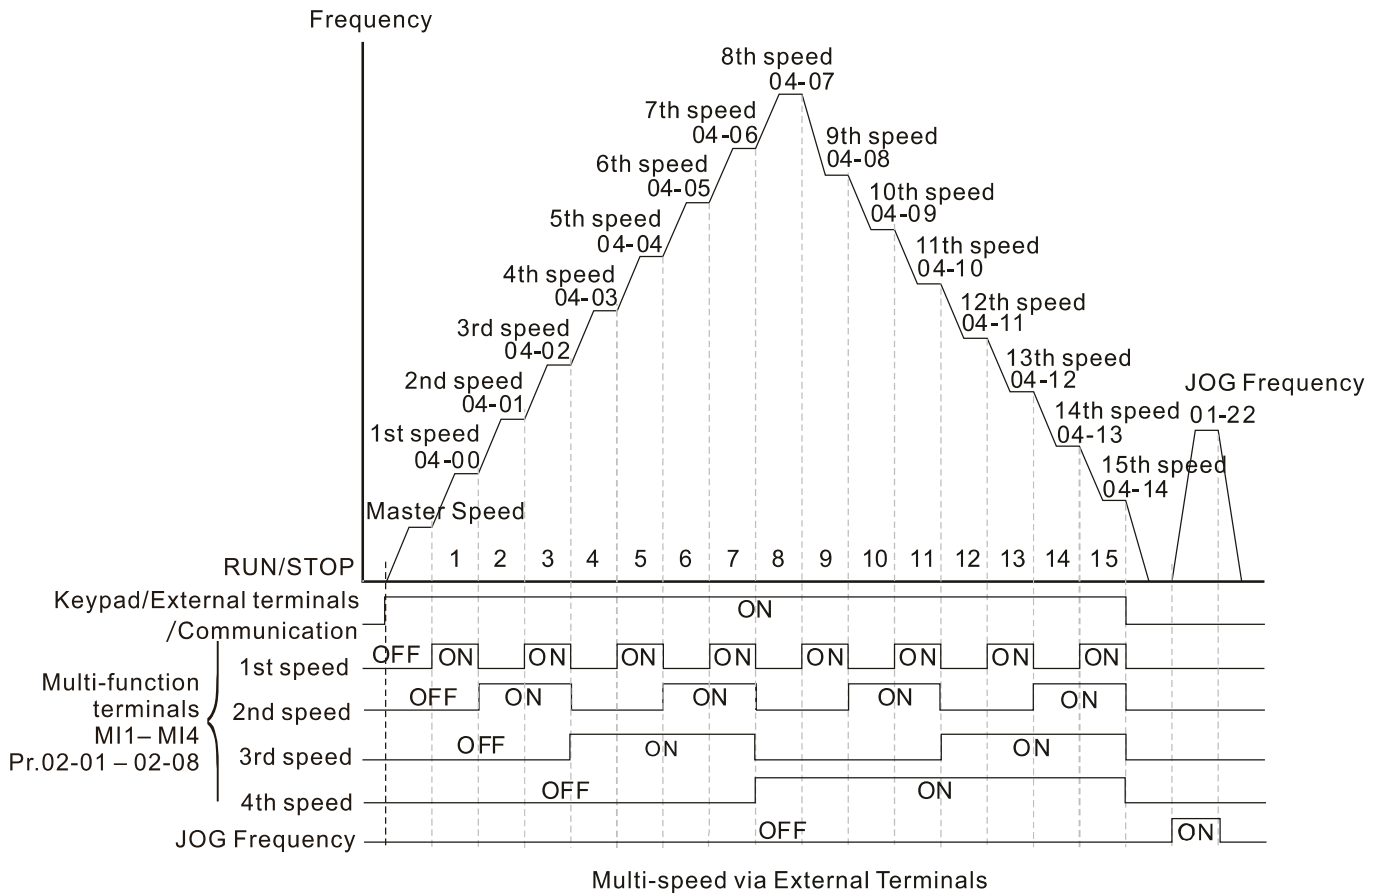 Frequency
8th speed
04-07
7th speed
04-06
9th speed
04-08
6th speed
04-05
10th speed
04-09
5th speed
04-04
11th speed
04-10
4th speed
04-03
12th speed
04-11
3rd speed
04-02
13th speed
04-12
2nd speed
04-01
JOG Frequency
01-22
14th speed
04-13
1st speed
04-00
15th speed
04-14
Master Speed
RUN/STOP
1 2 3 4 5 6 7 8 9 10 11 12 13 14 15
Keypad/External terminals
/Communication
ON
Multi-function
terminals
MI1– MI4
Pr.02-01 – 02-08
1st speed OFF ON ON ON ON ON ON ON ON
2nd speed OFF ON ON ON ON
3rd speed OFF ON ON
4th speed OFF ON
JOG Frequency OFF ON
Multi-speed via External Terminals